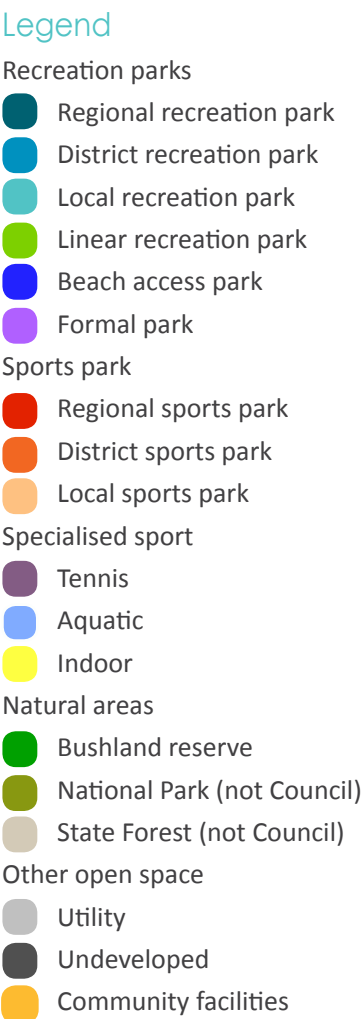 Legend
Recreation parks
Regional recreation park
District recreation park
Local recreation park
Linear recreation park
Beach access park
Formal park
Sports park
Regional sports park
District sports park
Local sports park
Specialised sport
Tennis
Aquatic
Indoor
Natural areas
Bushland reserve
National Park (not Council)
State Forest (not Council)
Other open space
Utility
Undeveloped
Community facilities